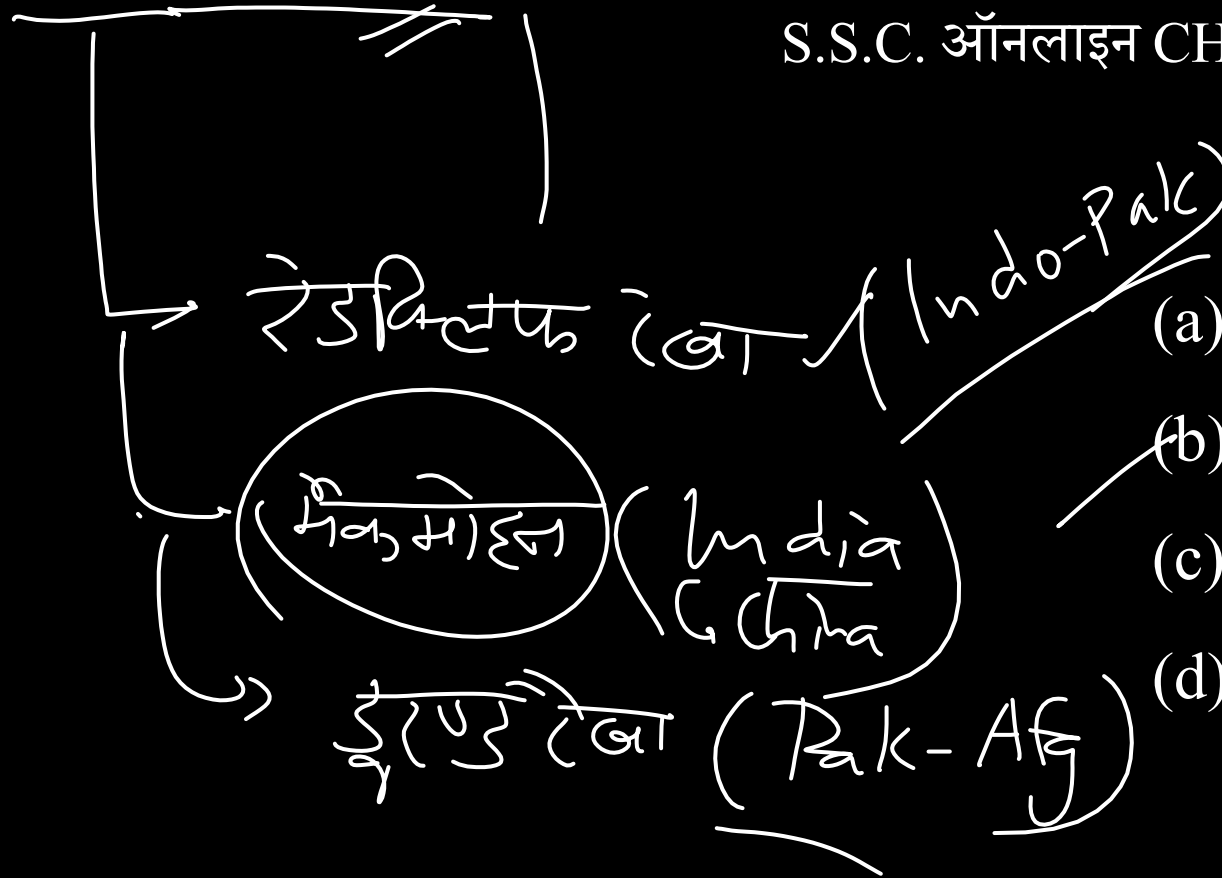 S.S.C. ऑनलाइन CH
रेडक्लिफ रेखा (Indo-Pak)
(a)
(b)
मैकमोहन (India
China)
(c)
(d)
डूरण्ड रेखा (Pak-Afg)